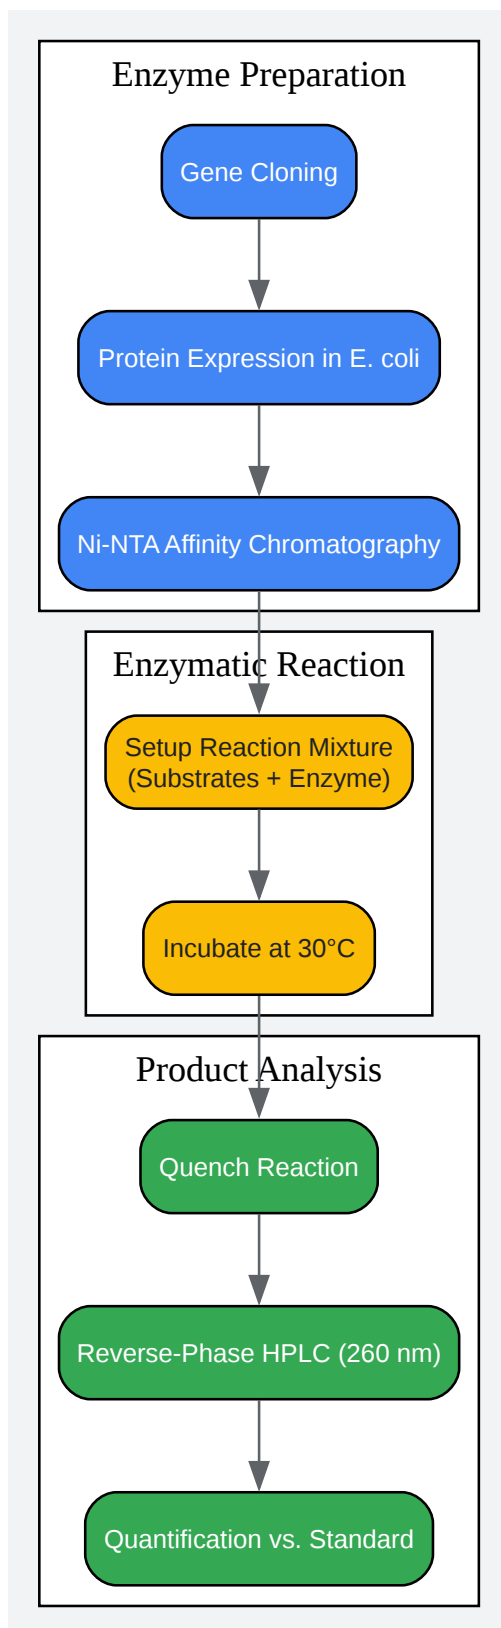 Enzyme Preparation
Gene Cloning
Protein Expression in E. coli
Ni-NTA Affinity Chromatography
Enzymatic Reaction
Setup Reaction Mixture
(Substrates + Enzyme)
Incubate at 30°C
Product Analysis
Quench Reaction
Reverse-Phase HPLC (260 nm)
Quantification vs. Standard